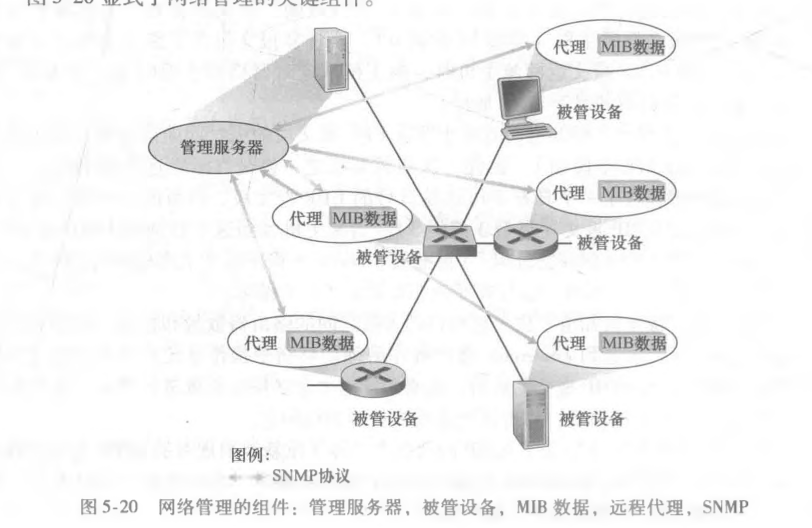 图 5-20 显式了网络管理的关键组件。
代理 MIB数据
被管设备
管理服务器
代理 MIB数据
代理 MIB数据
被管设备
被管设备
代理 MIB数据
代理 MIB数据
被管设备
被管设备
图例:
SNMP协议
图 5-20 网络管理的组件：管理服务器，被管设备，MIB 数据，远程代理，SNMP